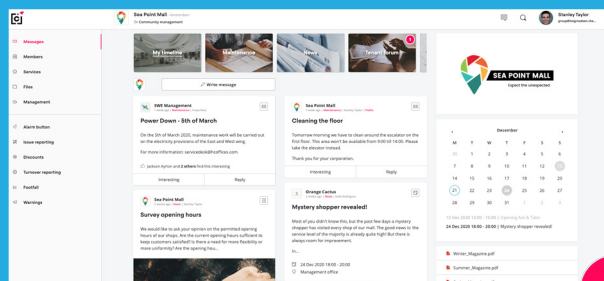 Sea Point Mall
Community management
Stanley Taylor
Messages
Members
Services
Files
Management
Alarm button
Issue reporting
Discounts
Turnover reporting
Footfall
Warnings
My timeline
Maintenance
News
Tenant forum
1
Write message
EWE Management
Power Down - 5th of March
On the 5th of March 2020, maintenance work will be carried out
on the electricity provisions of the East and West wing.
For more information: servicedesk@hcoffices.com
Jackson Ayrton and 2 others find this interesting
Interesting
Reply
Sea Point Mall
Survey opening hours
We would like to ask your opinion on the permitted opening
hours of our shops. Are the current opening hours sufficient to
keep customers satisfied? Is there a need for more flexibility or
more uniformity? Are the opening hou...
Sea Point Mall
Cleaning the floor
Tomorrow morning we have to clean around the escalator on the
first floor. This area won't be available from 9:00 till 14:00. Please
take the elevator instead.
Thank you for your coöperation.
Interesting
Reply
Orange Cactus
Mystery shopper revealed!
Most of you didn't know this, but the past few days a mystery
shopper has visited every shop of our mall. The good news is the
service level of the majority is already quite high! But there is
always room for improvement.
In...
24 Dec 2020 18:00 - 20:00
Management office
SEA POINT MALL
Expect the unexpected
December
M T W T F S S
30 1 2 3 4 5 6
7 8 9 10 11 12 13
14 15 16 17 18 19 20
21 22 23 24 25 26 27
28 29 30 31 1 2 3
24 Dec 2020 18:00 - 20:00 | Mystery shopper revealed!
Winter_Magazine.pdf
Summer_Magazine.pdf